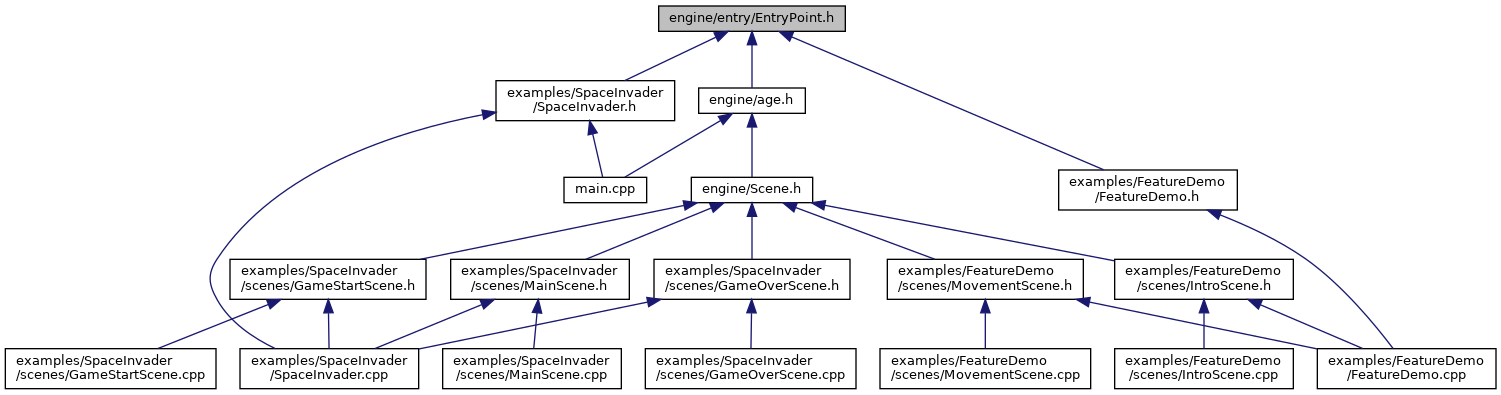 engine/entry/EntryPoint.h
examples/SpaceInvader
/SpaceInvader.h
engine/age.h
main.cpp
engine/Scene.h
examples/FeatureDemo
/FeatureDemo.h
examples/SpaceInvader
/scenes/GameStartScene.h
examples/SpaceInvader
/scenes/MainScene.h
examples/SpaceInvader
/scenes/GameOverScene.h
examples/FeatureDemo
/scenes/MovementScene.h
examples/FeatureDemo
/scenes/IntroScene.h
examples/SpaceInvader
/scenes/GameStartScene.cpp
examples/SpaceInvader
/SpaceInvader.cpp
examples/SpaceInvader
/scenes/MainScene.cpp
examples/SpaceInvader
/scenes/GameOverScene.cpp
examples/FeatureDemo
/scenes/MovementScene.cpp
examples/FeatureDemo
/scenes/IntroScene.cpp
examples/FeatureDemo
/FeatureDemo.cpp